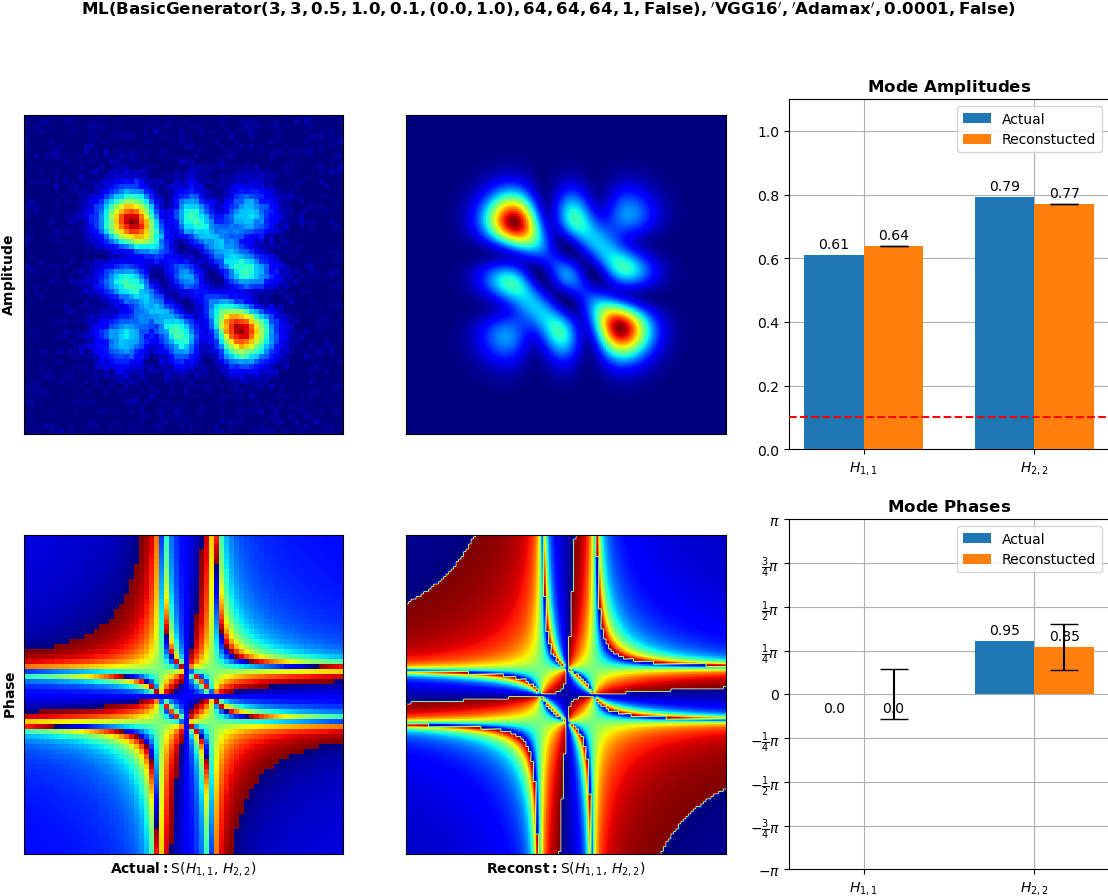 ML(BasicGenerator(3, 3, 0.5, 1.0, 0.1, (0.0, 1.0), 64, 64, 64, 1, False), ′VGG16′, ′Adamax′, 0.0001, False)
Mode Amplitudes
Actual
Reconstucted
1.0
0.8
0.6
0.4
0.2
0.0
0.61
0.64
0.79
0.77
H1, 1
H2, 2
Amplitude
Mode Phases
Actual
Reconstucted
π
3/4π
1/2π
1/4π
0
−1/4π
−1/2π
−3/4π
−π
0.0
0.0
0.95
0.85
H1, 1
H2, 2
Phase
Actual: S(H1, 1, H2, 2)
Reconst: S(H1, 1, H2, 2)